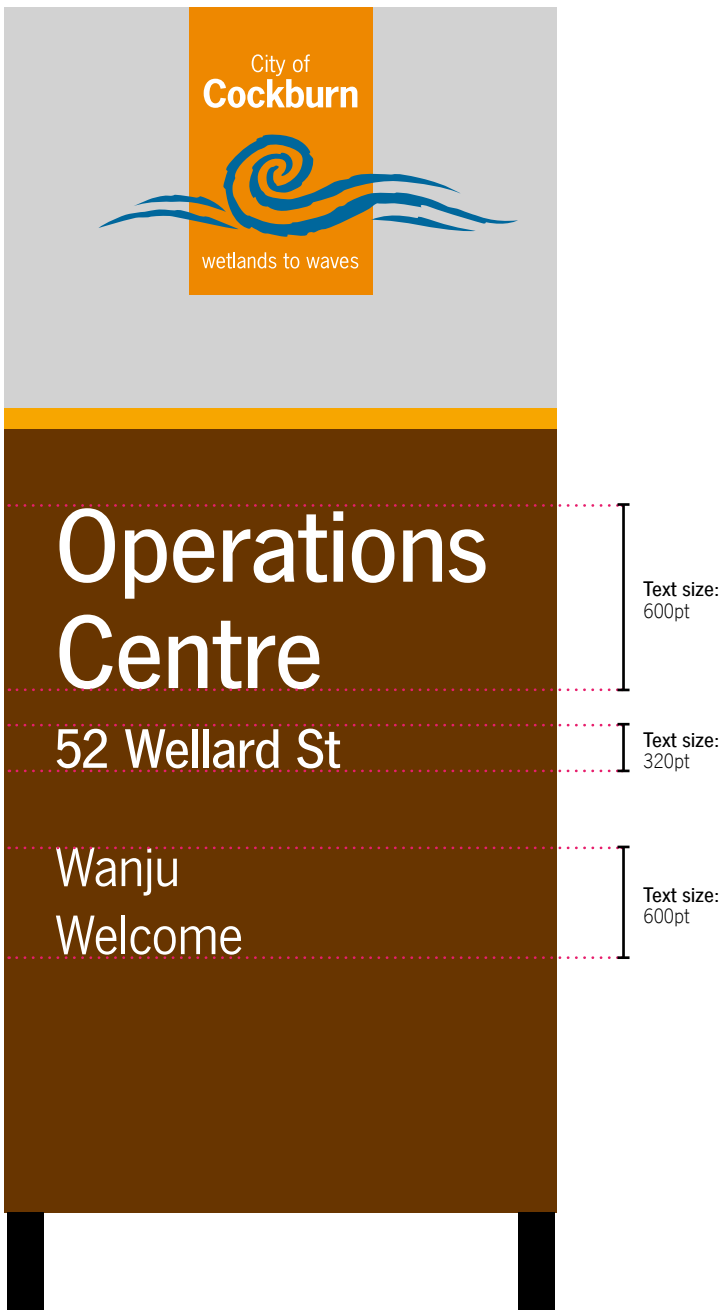 City of
Cockburn
wetlands to waves
Operations
Centre
Text size:
600pt
52 Wellard St
Text size:
320pt
Wanju
Welcome
Text size:
600pt